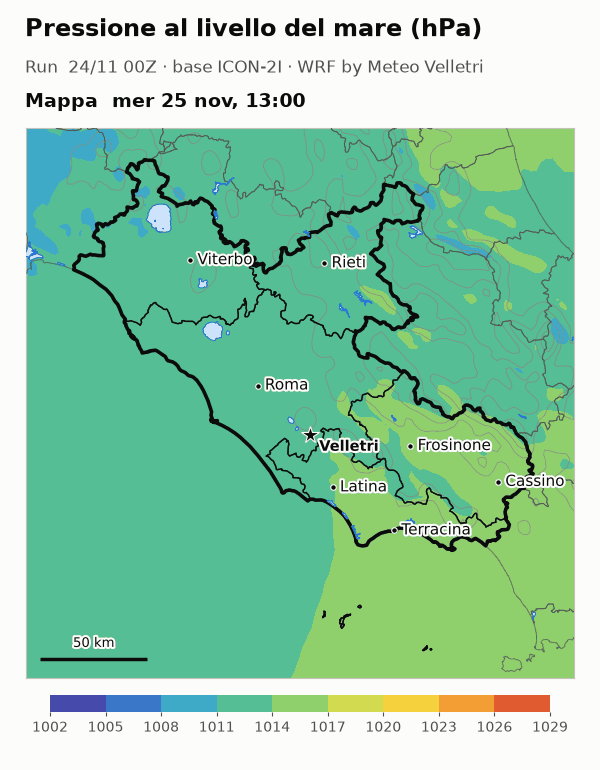 Pressione al livello del mare (hPa)
Run  24/11 00Z · base ICON-2I · WRF by Meteo Velletri
Mappa  mer 25 nov, 13:00
Viterbo
Rieti
Roma
Velletri
Frosinone
Latina
Cassino
Terracina
50 km
1002 1005 1008 1011 1014 1017 1020 1023 1026 1029